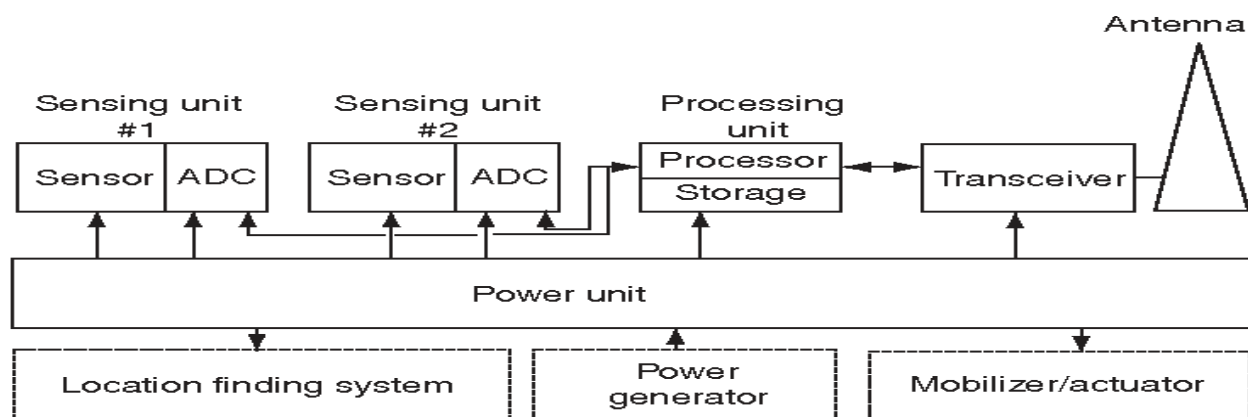 Antenna
Sensing unit
#1
Sensing unit
#2
Processing
unit
Sensor
ADC
Sensor
ADC
Processor
Storage
Transceiver
Power unit
Location finding system
Power
generator
Mobilizer/actuator